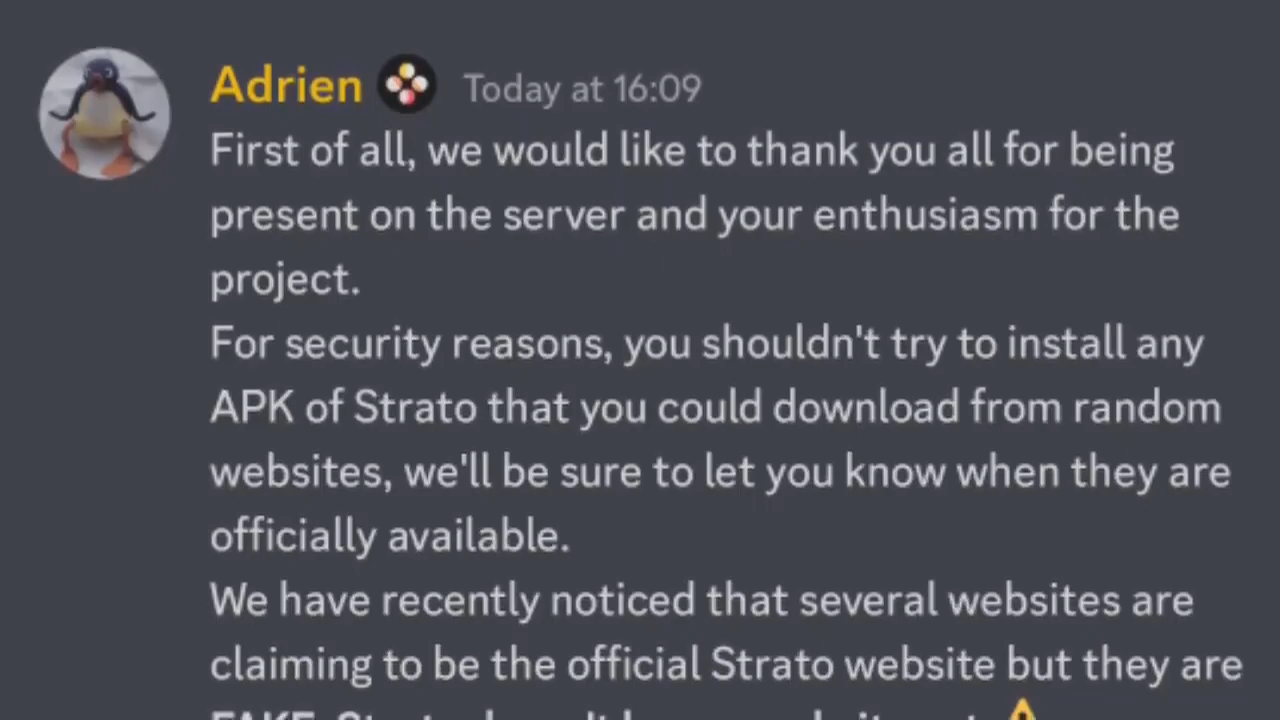 Adrien Today at 16:09
First of all, we would like to thank you all for being
present on the server and your enthusiasm for the
project.
For security reasons, you shouldn't try to install any
APK of Strato that you could download from random
websites, we'll be sure to let you know when they are
officially available.
We have recently noticed that several websites are
claiming to be the official Strato website but they are